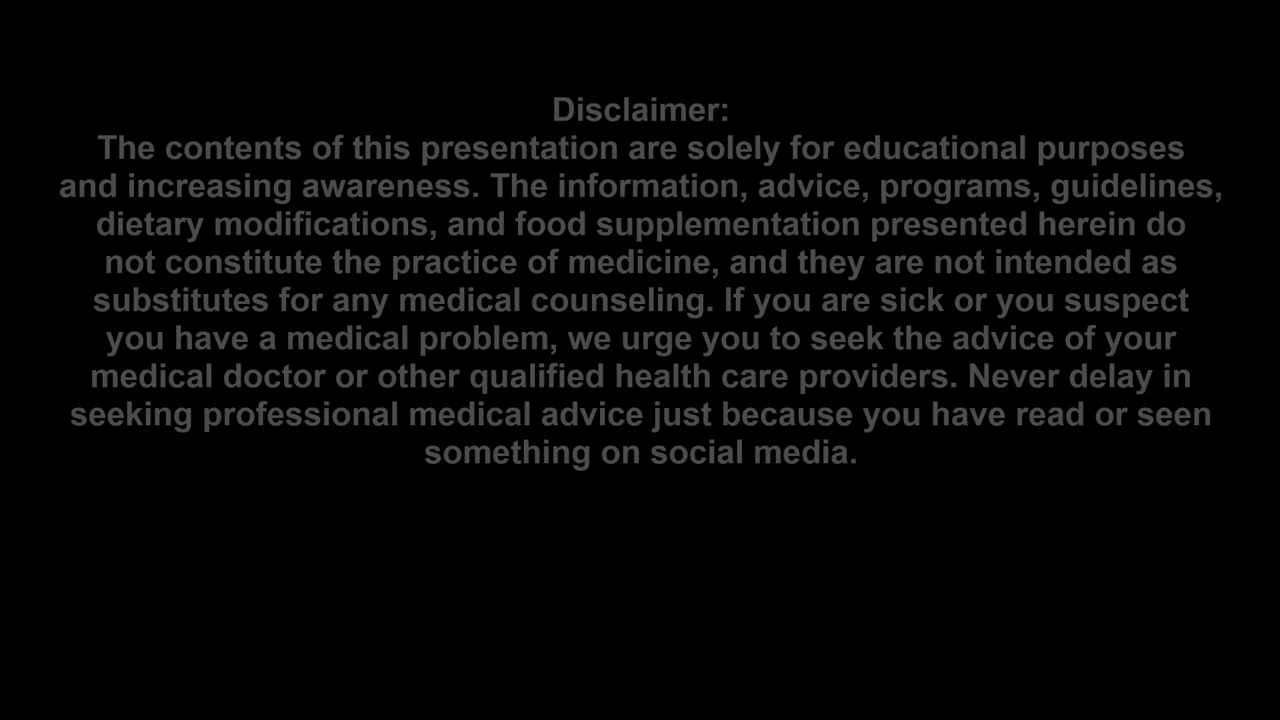 Disclaimer:
The contents of this presentation are solely for educational purposes
and increasing awareness. The information, advice, programs, guidelines,
dietary modifications, and food supplementation presented herein do
not constitute the practice of medicine, and they are not intended as
substitutes for any medical counseling. If you are sick or you suspect
you have a medical problem, we urge you to seek the advice of your
medical doctor or other qualified health care providers. Never delay in
seeking professional medical advice just because you have read or seen
something on social media.